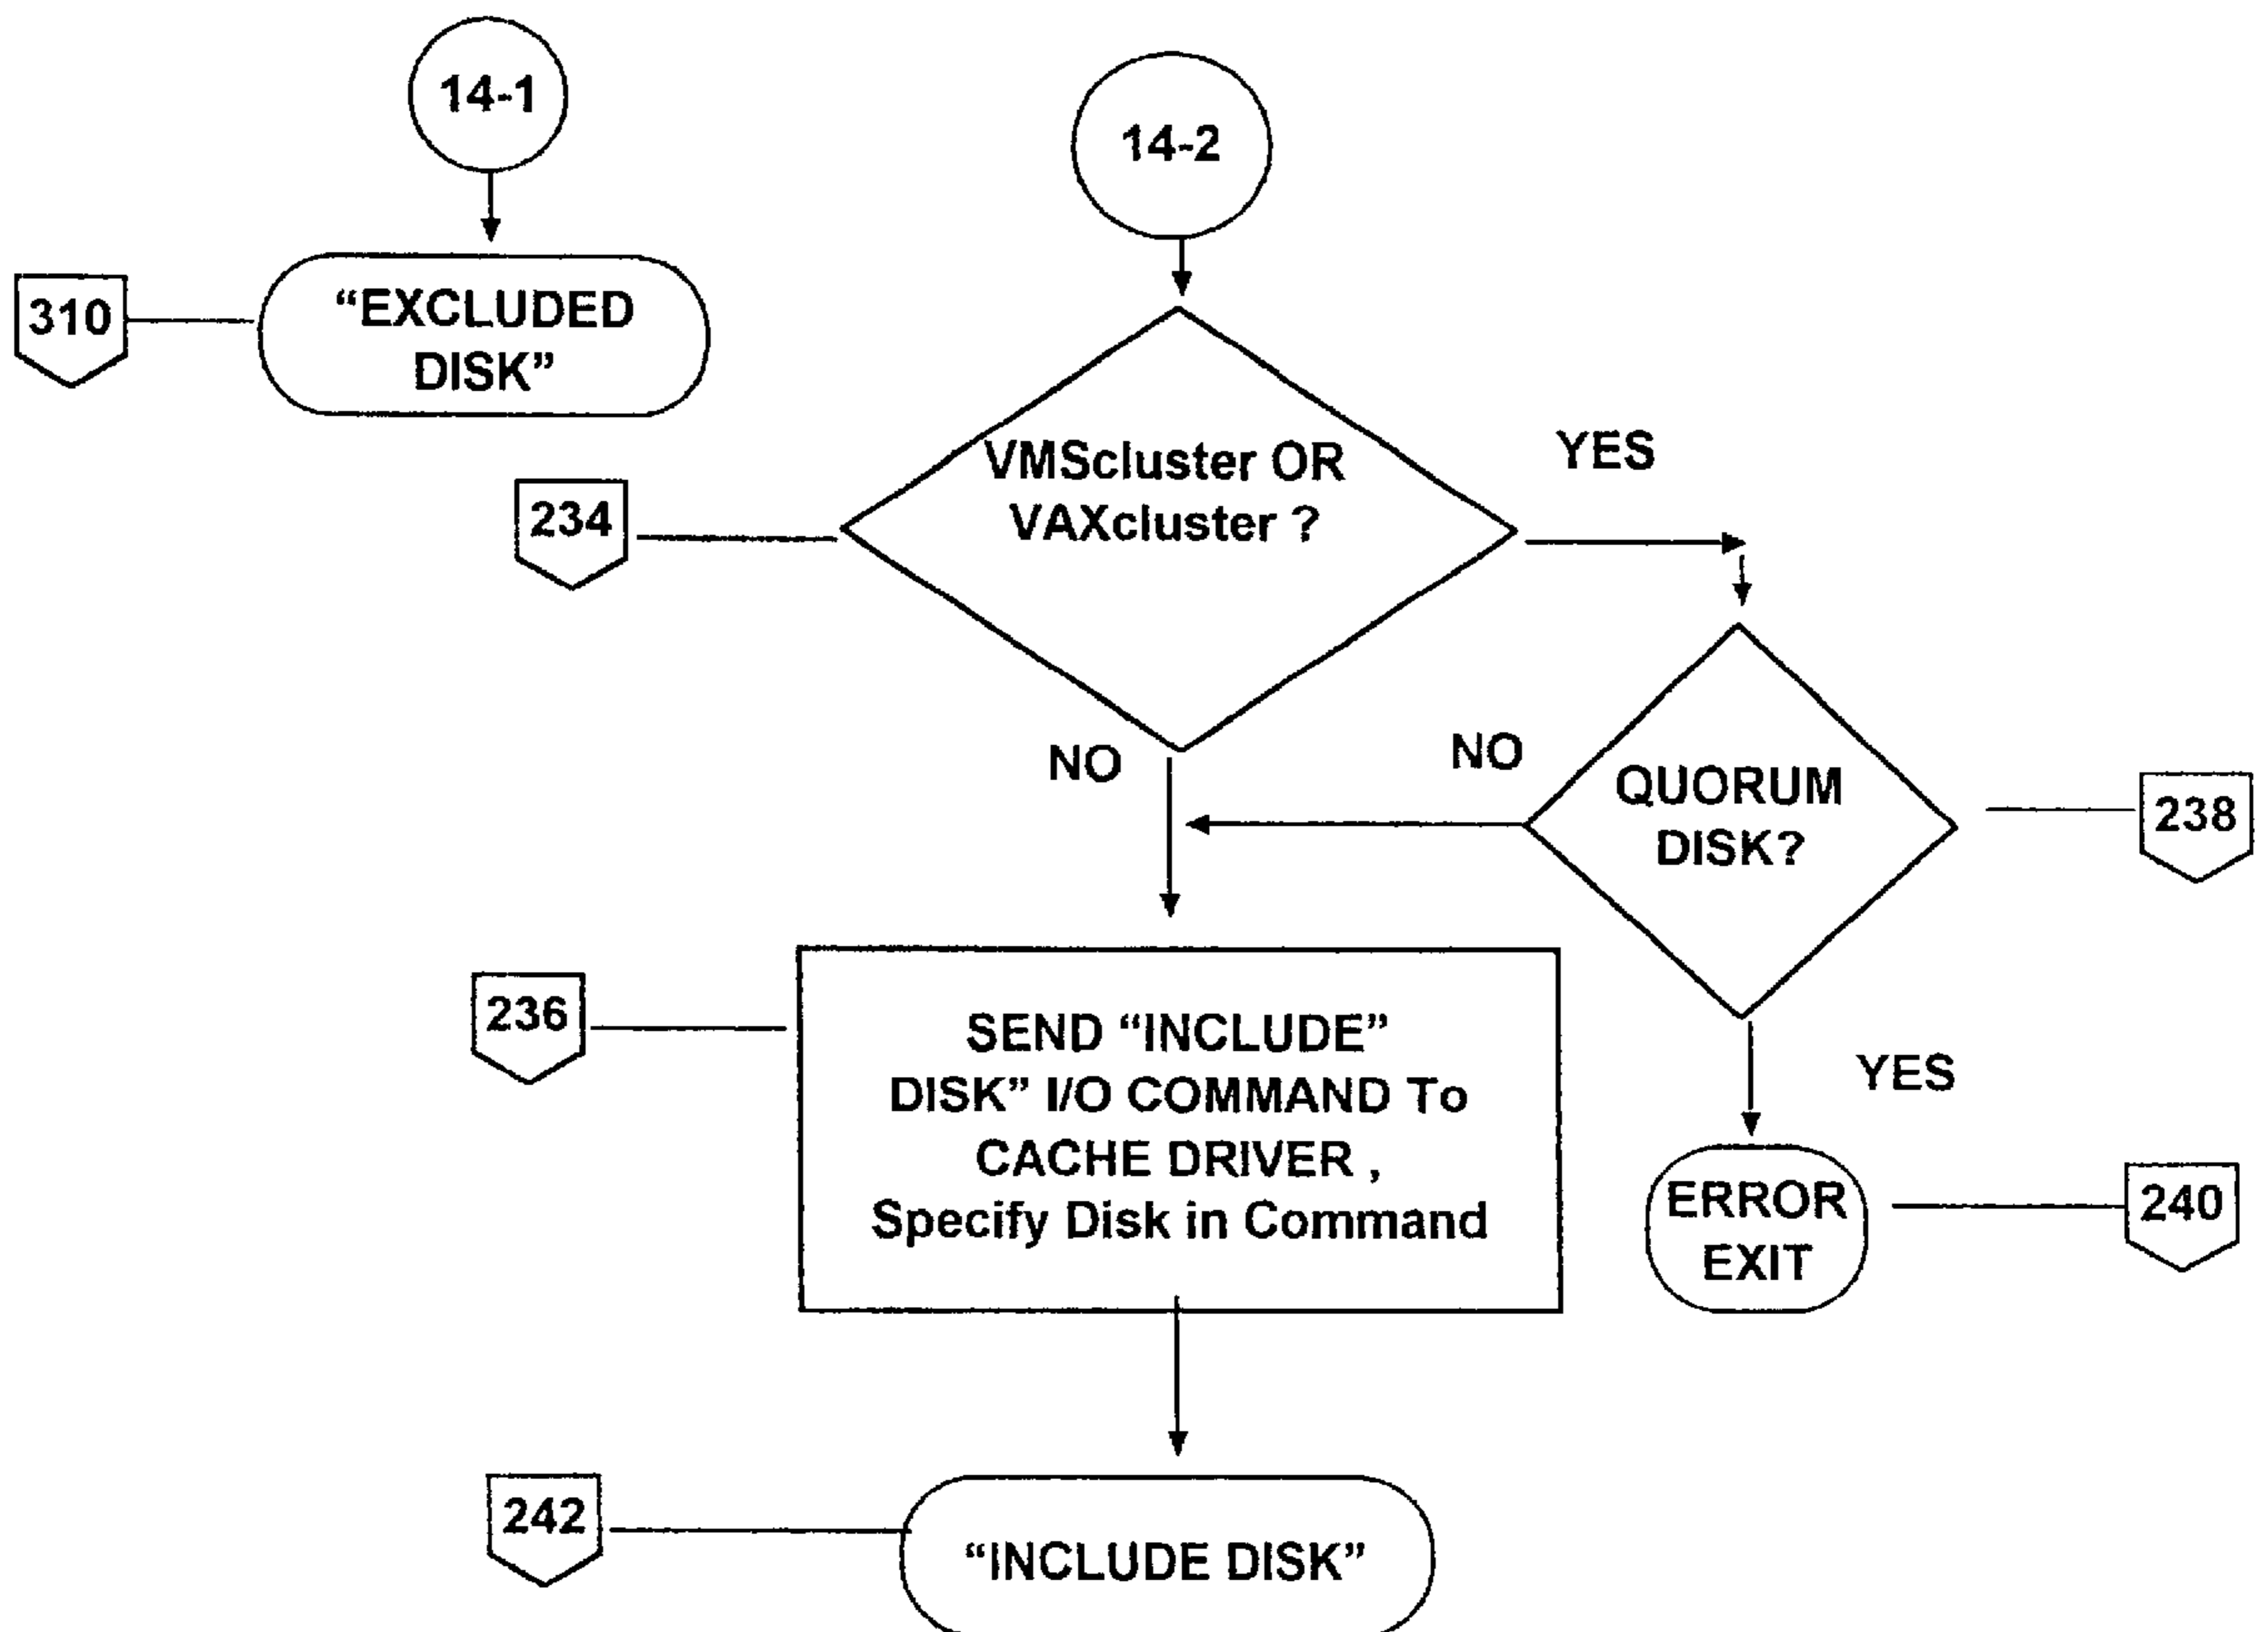 14-1
14-2
310
“EXCLUDED
DISK”
234
VMScluster OR
VAXcluster ?
YES
NO
NO
QUORUM
DISK?
238
236
SEND “INCLUDE”
DISK” I/O COMMAND To
CACHE DRIVER ,
Specify Disk in Command
YES
ERROR
EXIT
240
242
“INCLUDE DISK”